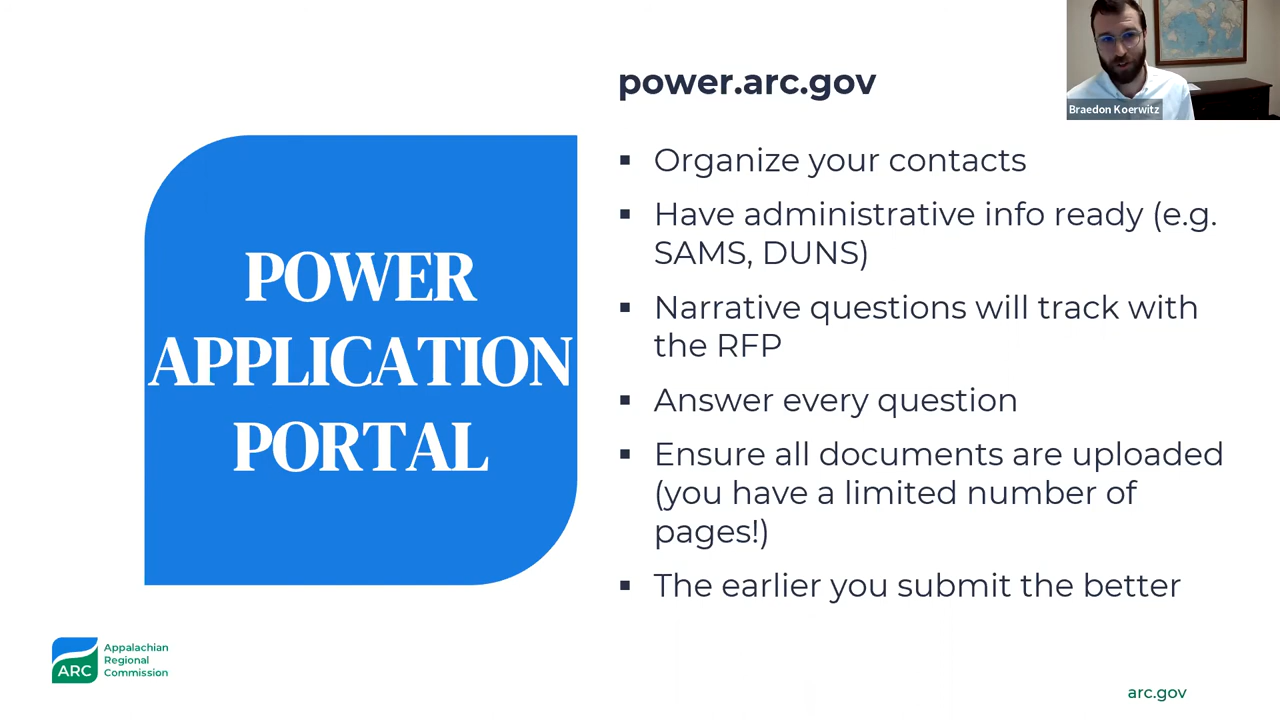 power.arc.gov
Braedon Koerwitz
POWER
APPLICATION
PORTAL
▪ Organize your contacts
▪ Have administrative info ready (e.g.
SAMS, DUNS)
▪ Narrative questions will track with
the RFP
▪ Answer every question
▪ Ensure all documents are uploaded
(you have a limited number of
pages!)
▪ The earlier you submit the better
ARC
Appalachian
Regional
Commission
arc.gov